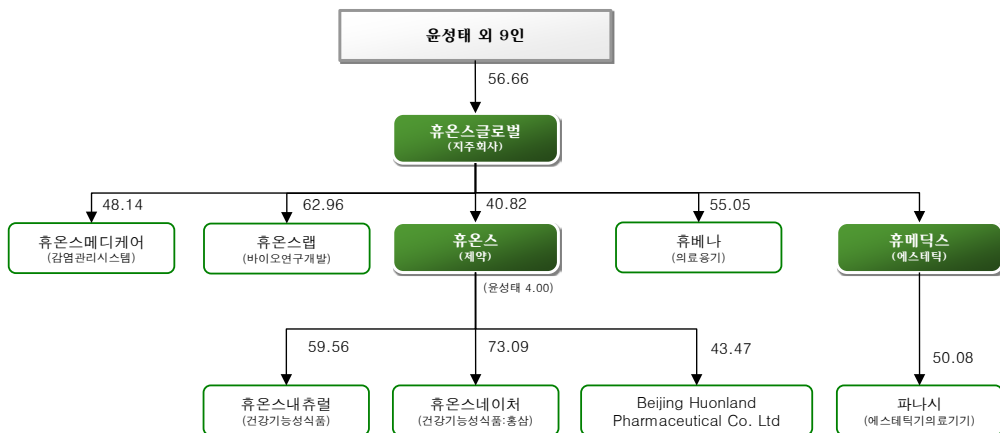 윤성태 외 9인
56.66
휴온스글로벌
(지주회사)
48.14
62.96
40.82
55.05
휴온스메디케어
(감염관리시스템)
휴온스랩
(바이오연구개발)
휴온스
(제약)
휴베나
(의료용기)
휴메딕스
(에스테틱)
(윤성태 4.00)
59.56
73.09
43.47
50.08
휴온스내츄럴
(건강기능성식품)
휴온스네이처
(건강기능성식품:홍삼)
Beijing Huonland
Pharmaceutical Co. Ltd
파나시
(에스테틱기의료기기)